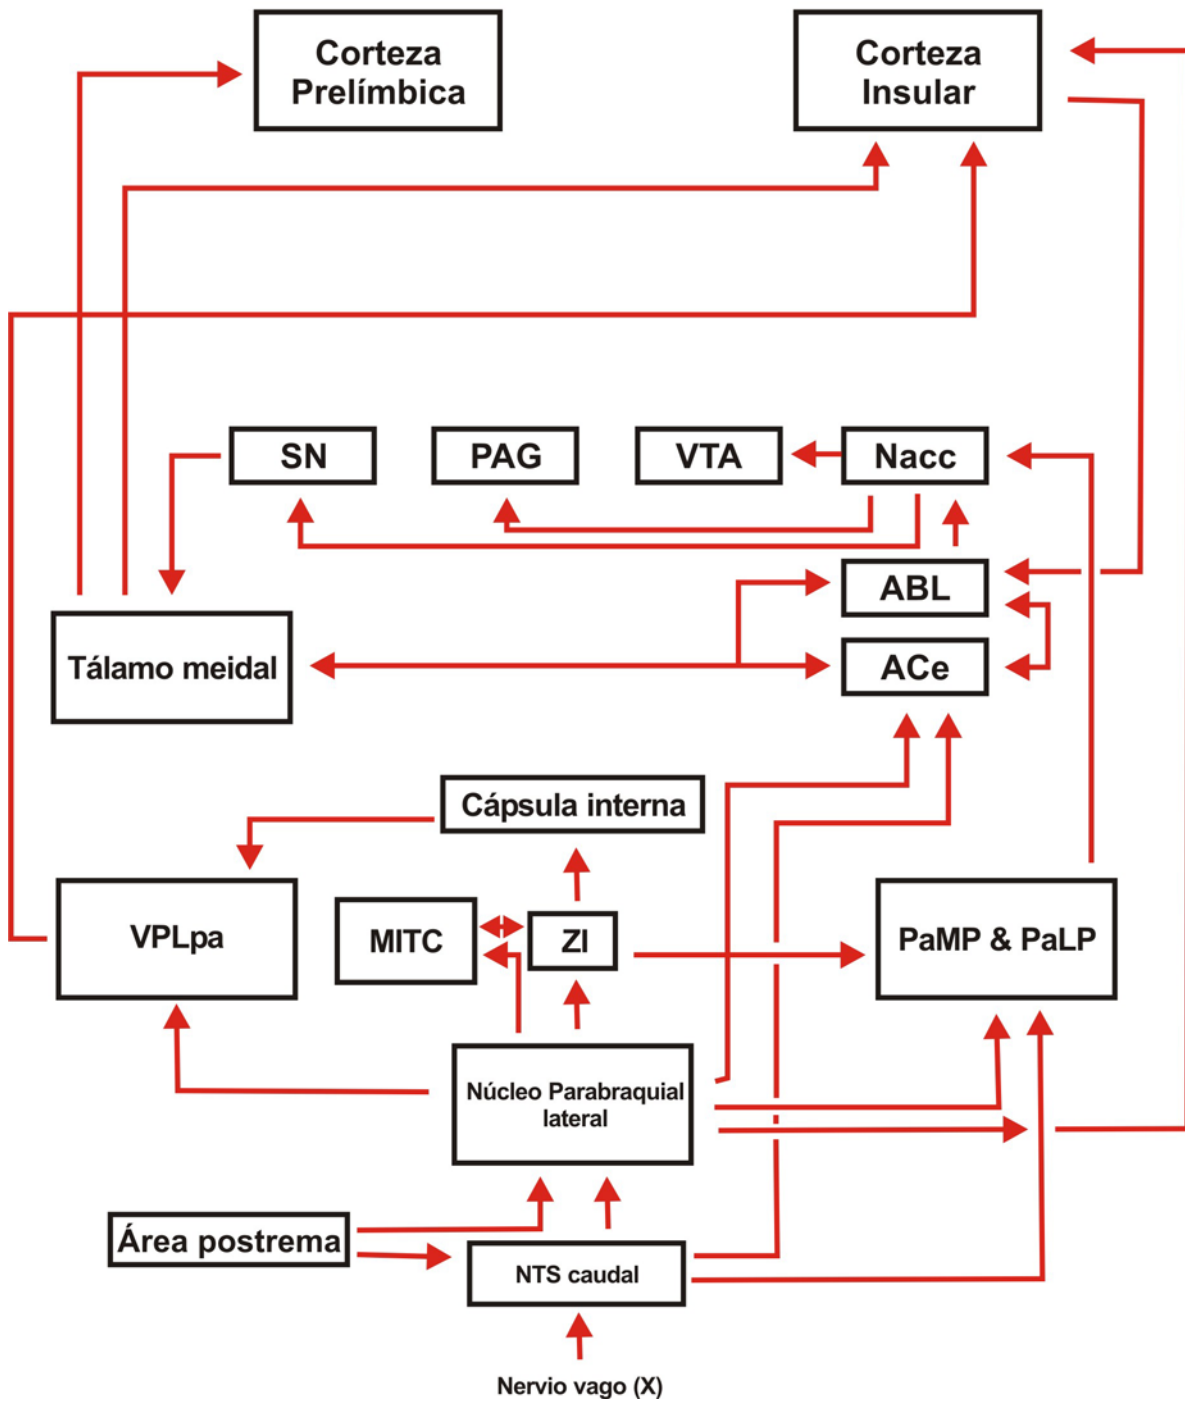 Corteza
Prelímbica
Corteza
Insular
SN
PAG
VTA
Nacc
ABL
Tálamo meidal
ACe
Cápsula interna
VPLpa
MITC
ZI
PaMP & PaLP
Núcleo Parabraquial
lateral
Área postrema
NTS caudal
Nervio vago (X)